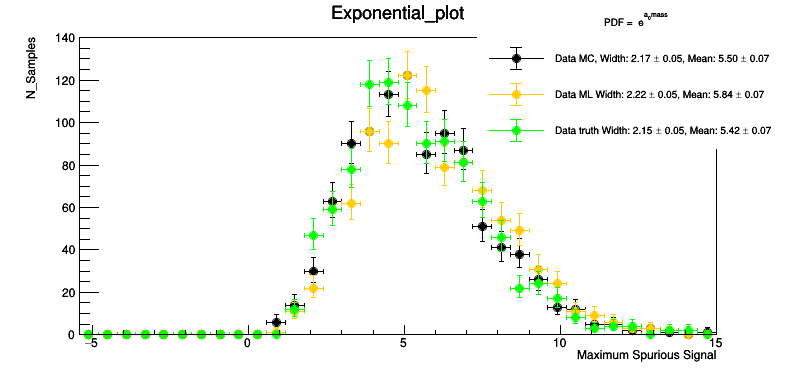 Exponential_plot
PDF = e^{a_0 mass}
Data MC, Width: 2.17 ± 0.05, Mean: 5.50 ± 0.07
Data ML Width: 2.22 ± 0.05, Mean: 5.84 ± 0.07
Data truth Width: 2.15 ± 0.05, Mean: 5.42 ± 0.07
N_Samples
140
120
100
80
60
40
20
0
−5 0 5 10 15
Maximum Spurious Signal